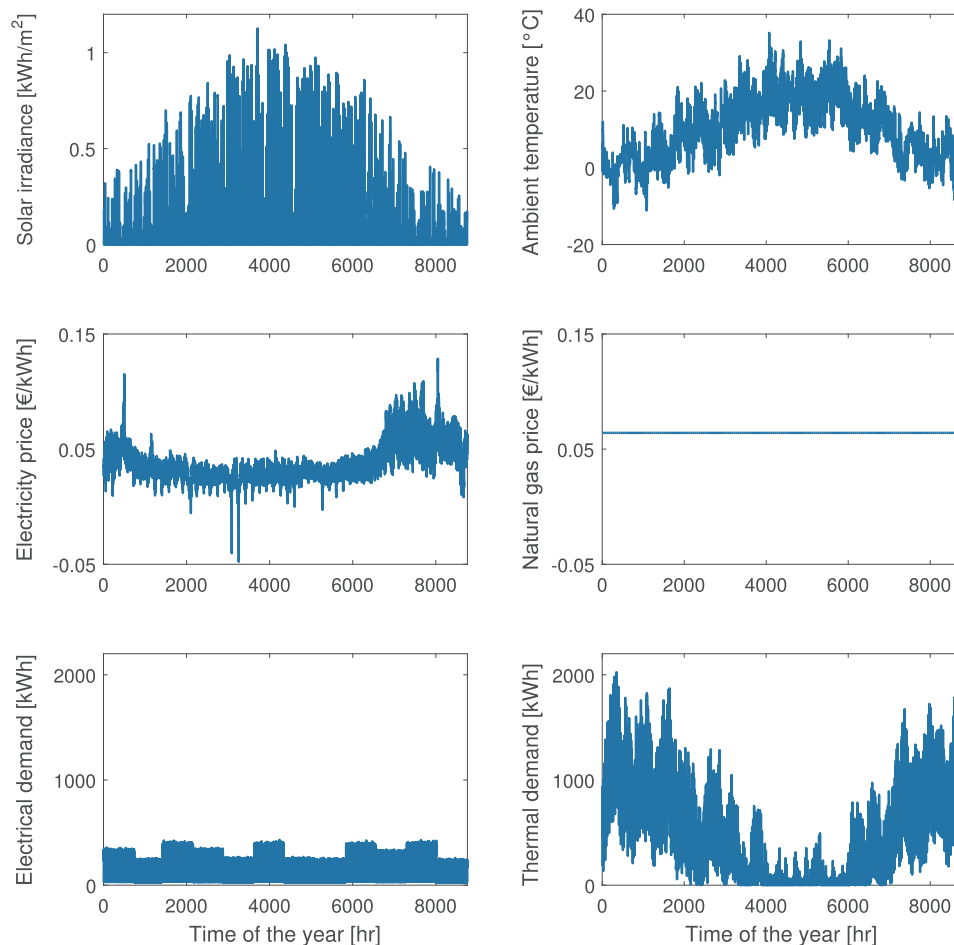 Solar irradiance [kWh/m²]
1
0.5
0
0 2000 4000 6000 8000
Ambient temperature [°C]
40
20
0
-20
0 2000 4000 6000 8000
Electricity price [€/kWh]
0.15
0.05
-0.05
0 2000 4000 6000 8000
Natural gas price [€/kWh]
0.15
0.05
-0.05
0 2000 4000 6000 8000
Electrical demand [kWh]
2000
1000
0
0 2000 4000 6000 8000
Time of the year [hr]
Thermal demand [kWh]
2000
1000
0
0 2000 4000 6000 8000
Time of the year [hr]